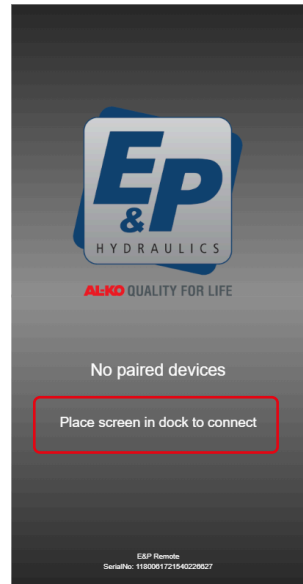 E&P
HYDRAULICS
AL-KO QUALITY FOR LIFE
No paired devices
Place screen in dock to connect
E&P Remote
SerialNo: 1180061721540226627